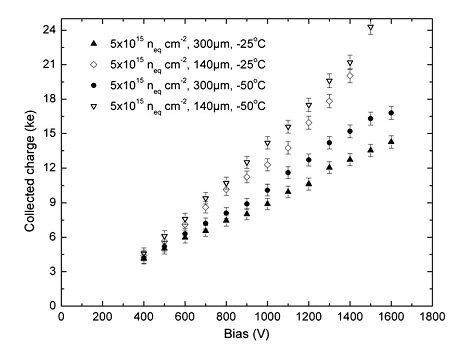 24
21
18
15
12
9
6
3
0
Collected charge (ke)
5x10¹⁵ n_eq cm⁻², 300µm, -25°C
5x10¹⁵ n_eq cm⁻², 140µm, -25°C
5x10¹⁵ n_eq cm⁻², 300µm, -50°C
5x10¹⁵ n_eq cm⁻², 140µm, -50°C
0 200 400 600 800 1000 1200 1400 1600 1800
Bias (V)